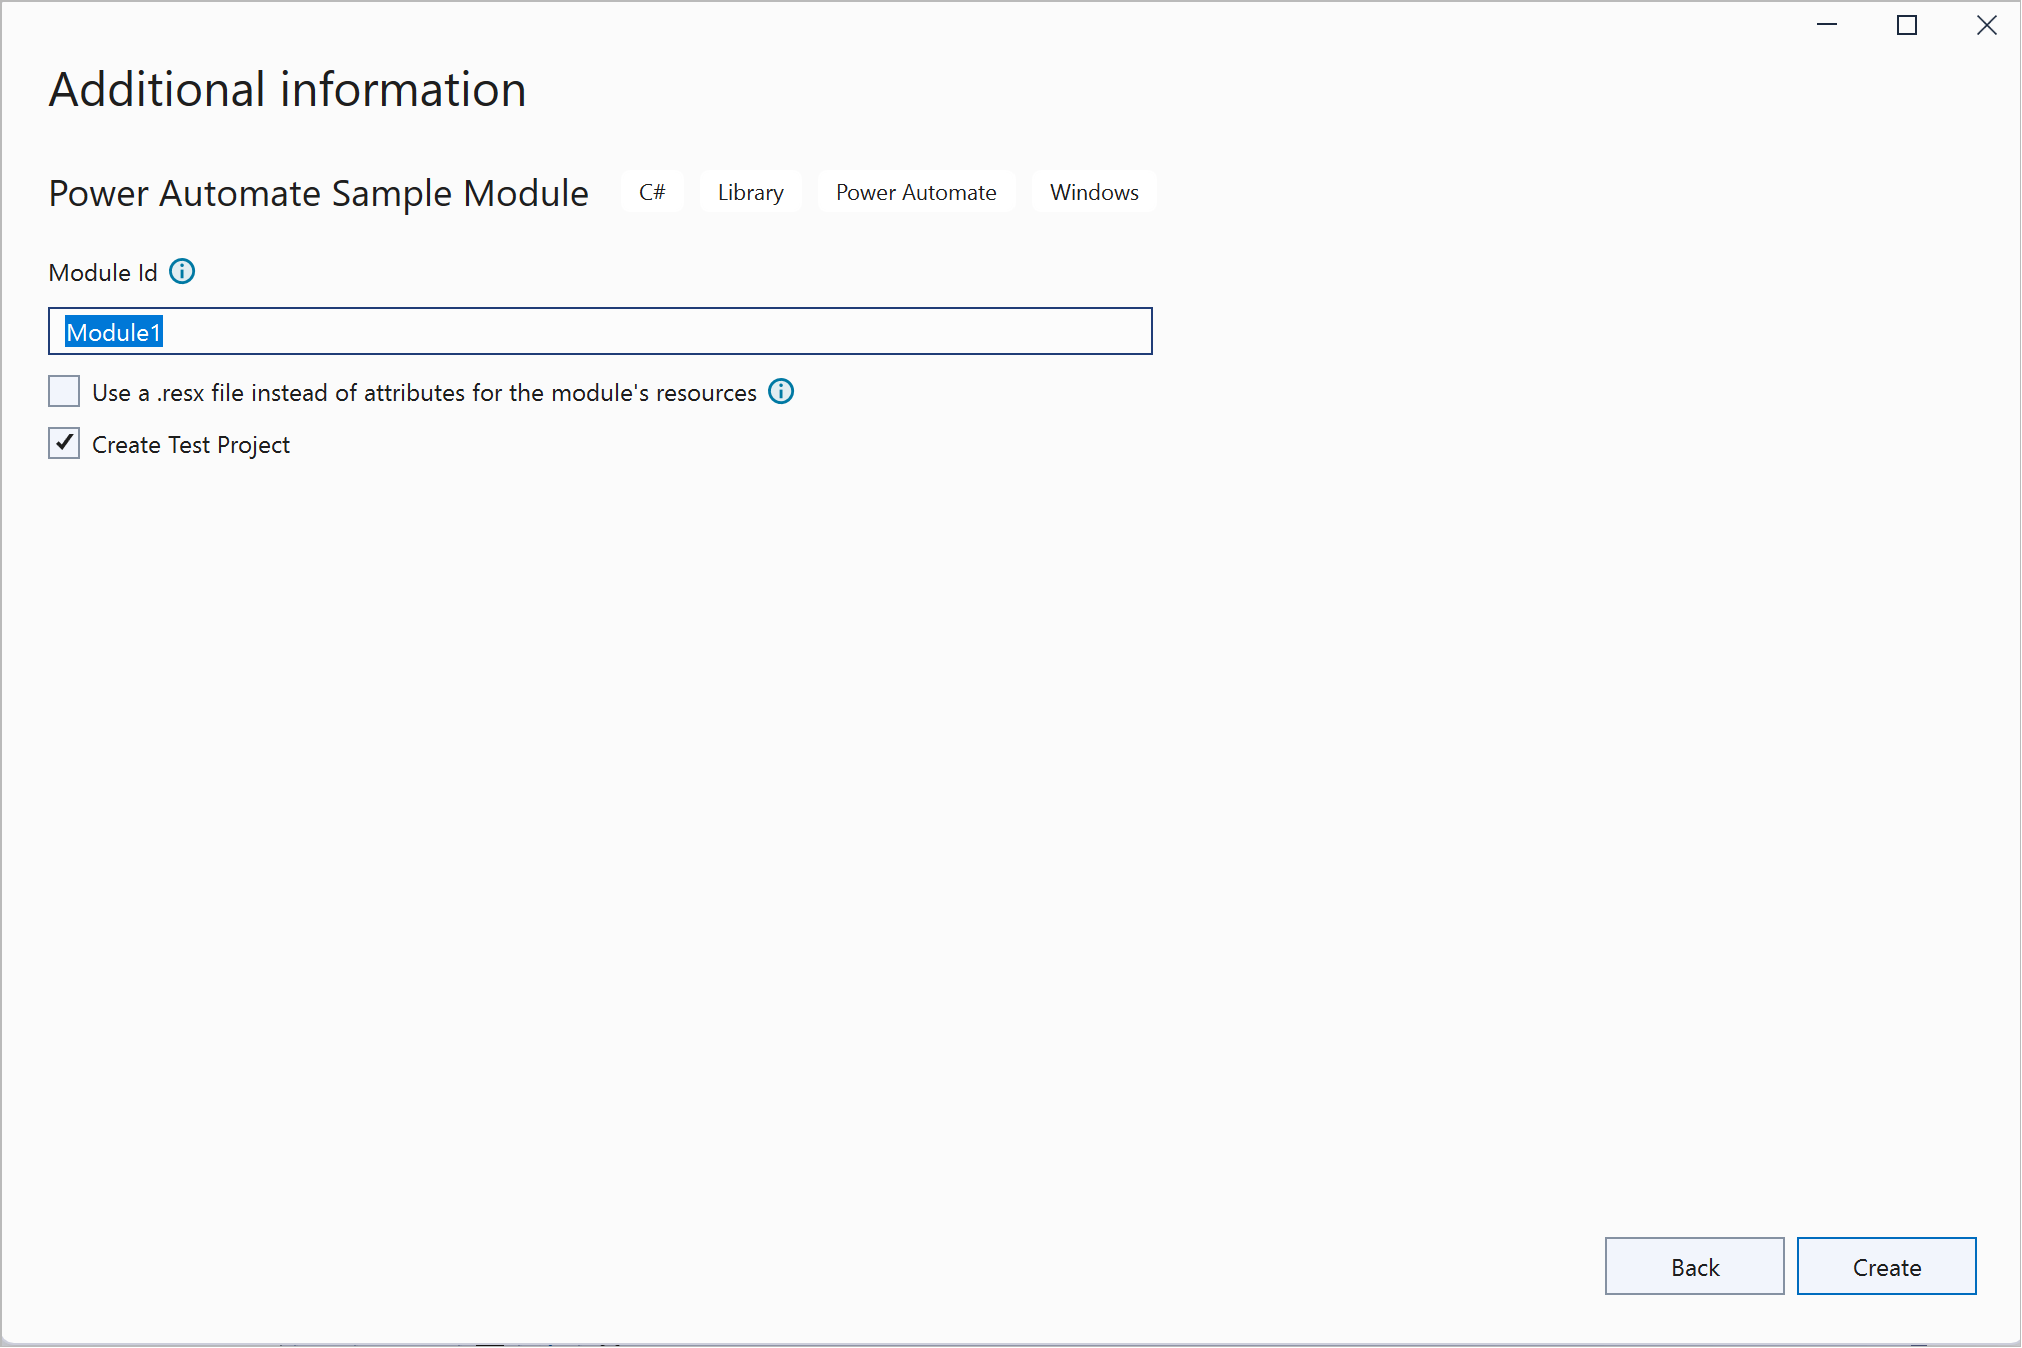 Additional information
Power Automate Sample Module C# Library Power Automate Windows
Module Id
Module1
Use a .resx file instead of attributes for the module's resources
Create Test Project
Back Create